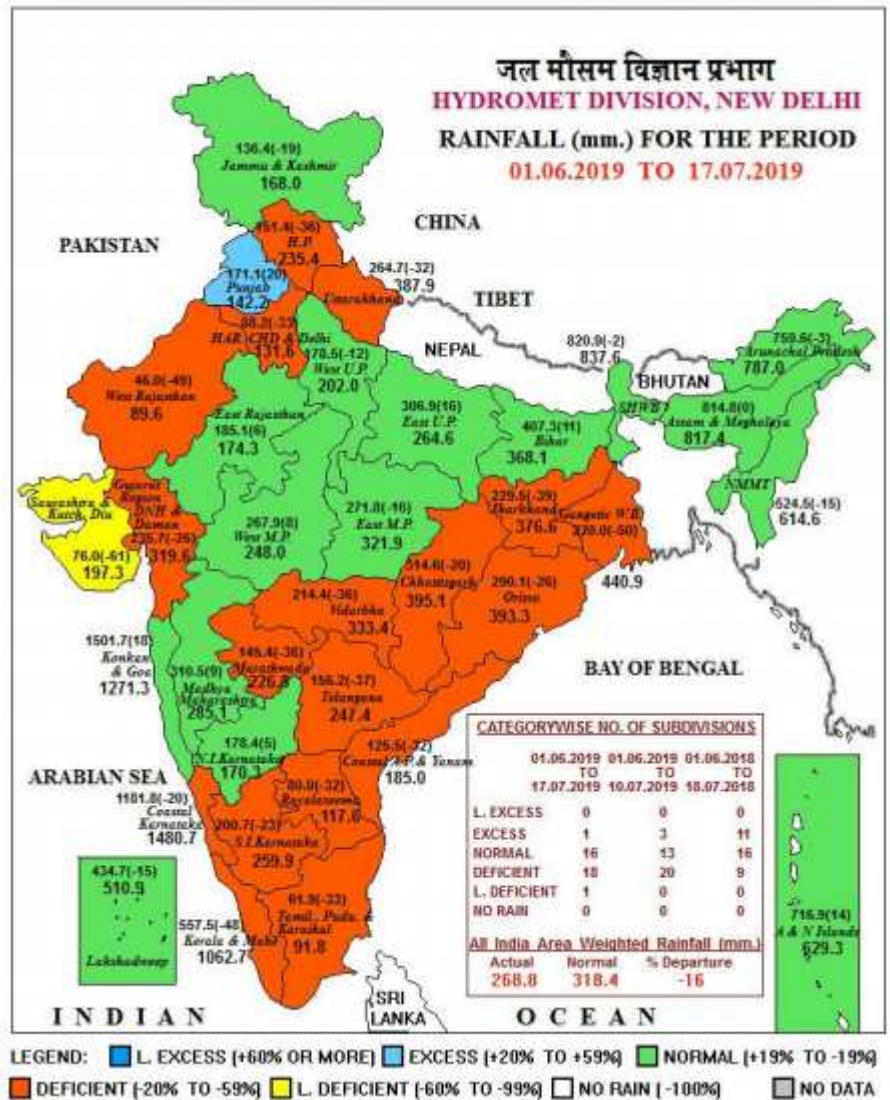 जल मौसम विज्ञान प्रभाग
HYDROMET DIVISION, NEW DELHI
RAINFALL (mm.) FOR THE PERIOD
01.06.2019 TO 17.07.2019
136.4(-19)
Jammu & Kashmir
168.0
CHINA
PAKISTAN
151.4(-36)
H.P.
235.4
171.1(20)
Punjab
142.2
264.7(-32)
387.9
Uttarakhand
TIBET
88.2(-33)
HAR. CHD & Delhi
131.6
178.5(-12)
West U.P.
202.0
NEPAL
820.9(-2)
837.6
BHUTAN
759.5(-3)
Arunachal Pradesh
787.0
46.0(-49)
West Rajasthan
89.6
East Rajasthan
185.1(6)
174.3
306.9(16)
East U.P.
264.6
407.3(11)
Bihar
368.1
SHWB
814.8(0)
Assam & Meghalaya
817.4
NMMT
524.5(-15)
614.6
Saurashtra &
Kutch, Diu
76.0(-61)
197.3
Gujarat
Region
DNH &
Daman
235.7(-26)
319.6
267.9(8)
West M.P.
248.0
271.8(-16)
East M.P.
321.9
229.5(-39)
Jharkhand
376.6
Gangetic W.B.
220.0(-50)
440.9
314.6(-20)
Chhattisgarh
395.1
290.1(-26)
Orissa
393.3
214.4(-36)
Vidarbha
333.4
1501.7(18)
Konkan
& Goa
1271.3
310.5(9)
Madhya
Maharashtra
285.1
145.4(-36)
Marathwada
226.8
156.2(-37)
Telangana
247.4
BAY OF BENGAL
178.4(5)
N.I.Karnataka
170.3
125.5(-32)
Coastal A.P & Yanam
185.0
ARABIAN SEA
1181.8(-20)
Coastal
Karnataka
1480.7
80.0(-32)
Rayalaseema
117.6
200.7(-23)
S.I.Karnataka
259.9
434.7(-15)
510.9
Lakshadweep
557.5(-48)
Kerala & Mahe
1062.7
61.9(-33)
Tamil. Pudu. &
Karaikal
91.8
716.9(14)
A & N Islands
629.3
SRI
LANKA
INDIAN OCEAN
CATEGORYWISE NO. OF SUBDIVISIONS
01.06.2019 01.06.2019 01.06.2018
TO TO TO
17.07.2019 10.07.2019 18.07.2018
L. EXCESS 0 0 0
EXCESS 1 3 11
NORMAL 16 13 16
DEFICIENT 18 20 9
L. DEFICIENT 1 0 0
NO RAIN 0 0 0
All India Area Weighted Rainfall (mm.)
Actual Normal % Departure
268.8 318.4 -16
LEGEND: L. EXCESS (+60% OR MORE) EXCESS (+20% TO +59%) NORMAL (+19% TO -19%)
DEFICIENT (-20% TO -59%) L. DEFICIENT (-60% TO -99%) NO RAIN (-100%) NO DATA